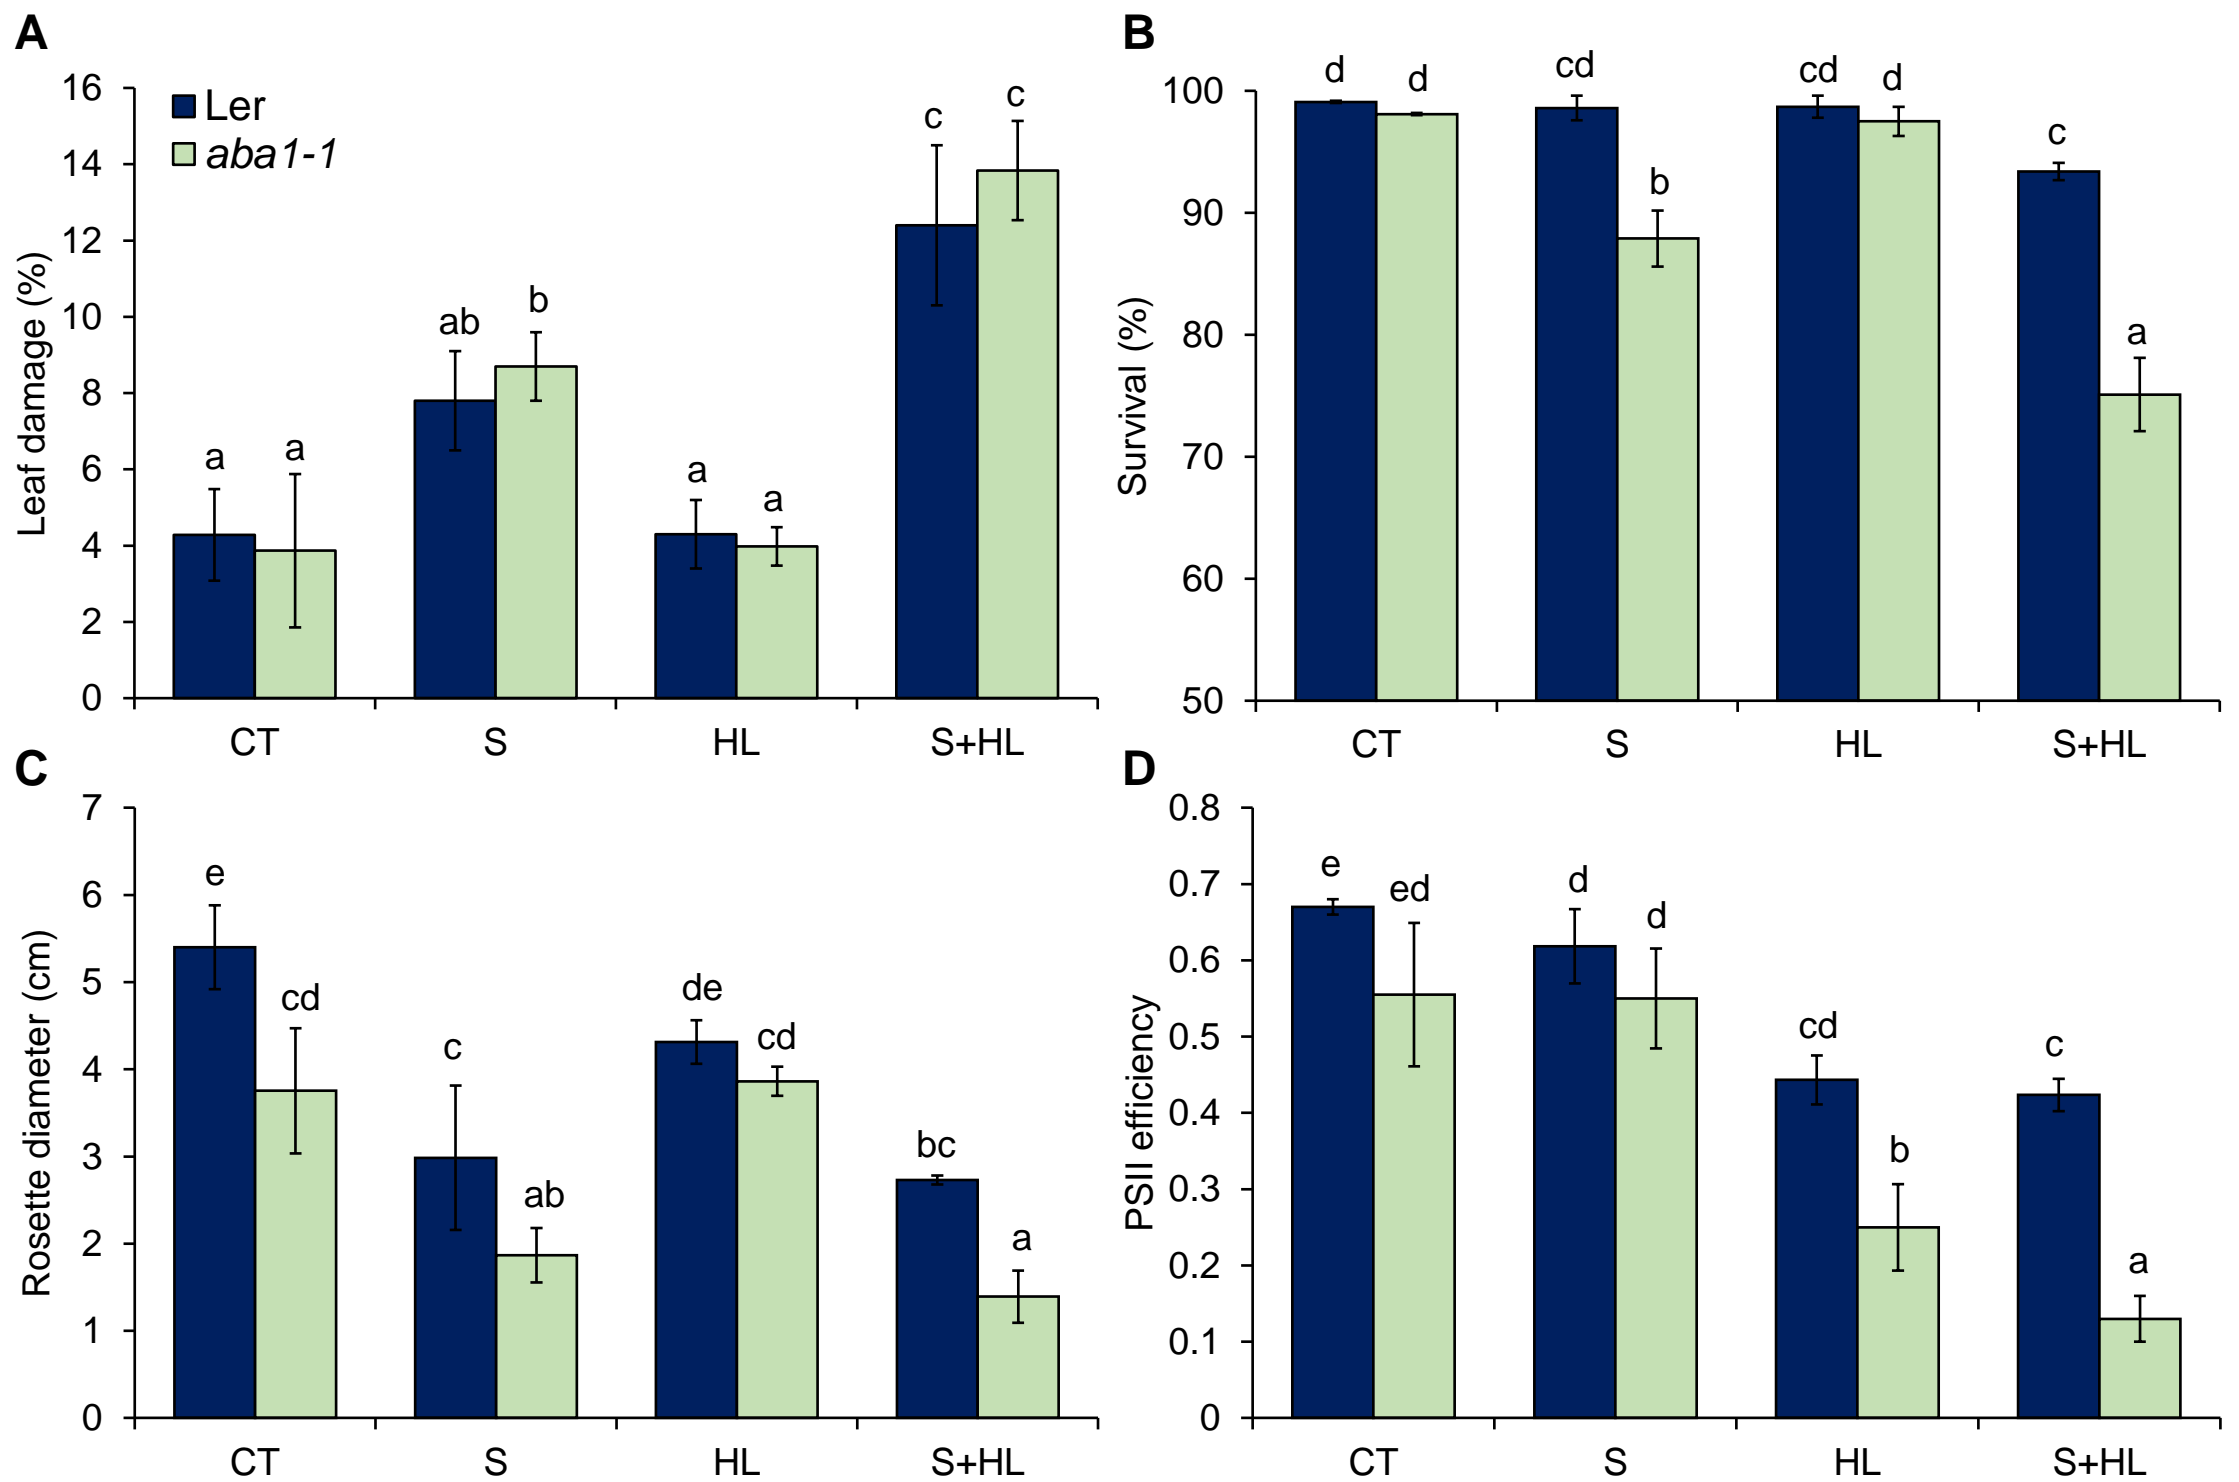 A
Leaf damage (%)
16
14
12
10
8
6
4
2
0
Ler
aba1-1
a
a
ab
b
a
a
c
c
CT
S
HL
S+HL
B
Survival (%)
100
90
80
70
60
50
d
d
cd
b
cd
d
c
a
CT
S
HL
S+HL
C
Rosette diameter (cm)
7
6
5
4
3
2
1
0
e
cd
c
ab
de
cd
bc
a
CT
S
HL
S+HL
D
PSII efficiency
0.8
0.7
0.6
0.5
0.4
0.3
0.2
0.1
0
e
ed
d
d
cd
b
c
a
CT
S
HL
S+HL